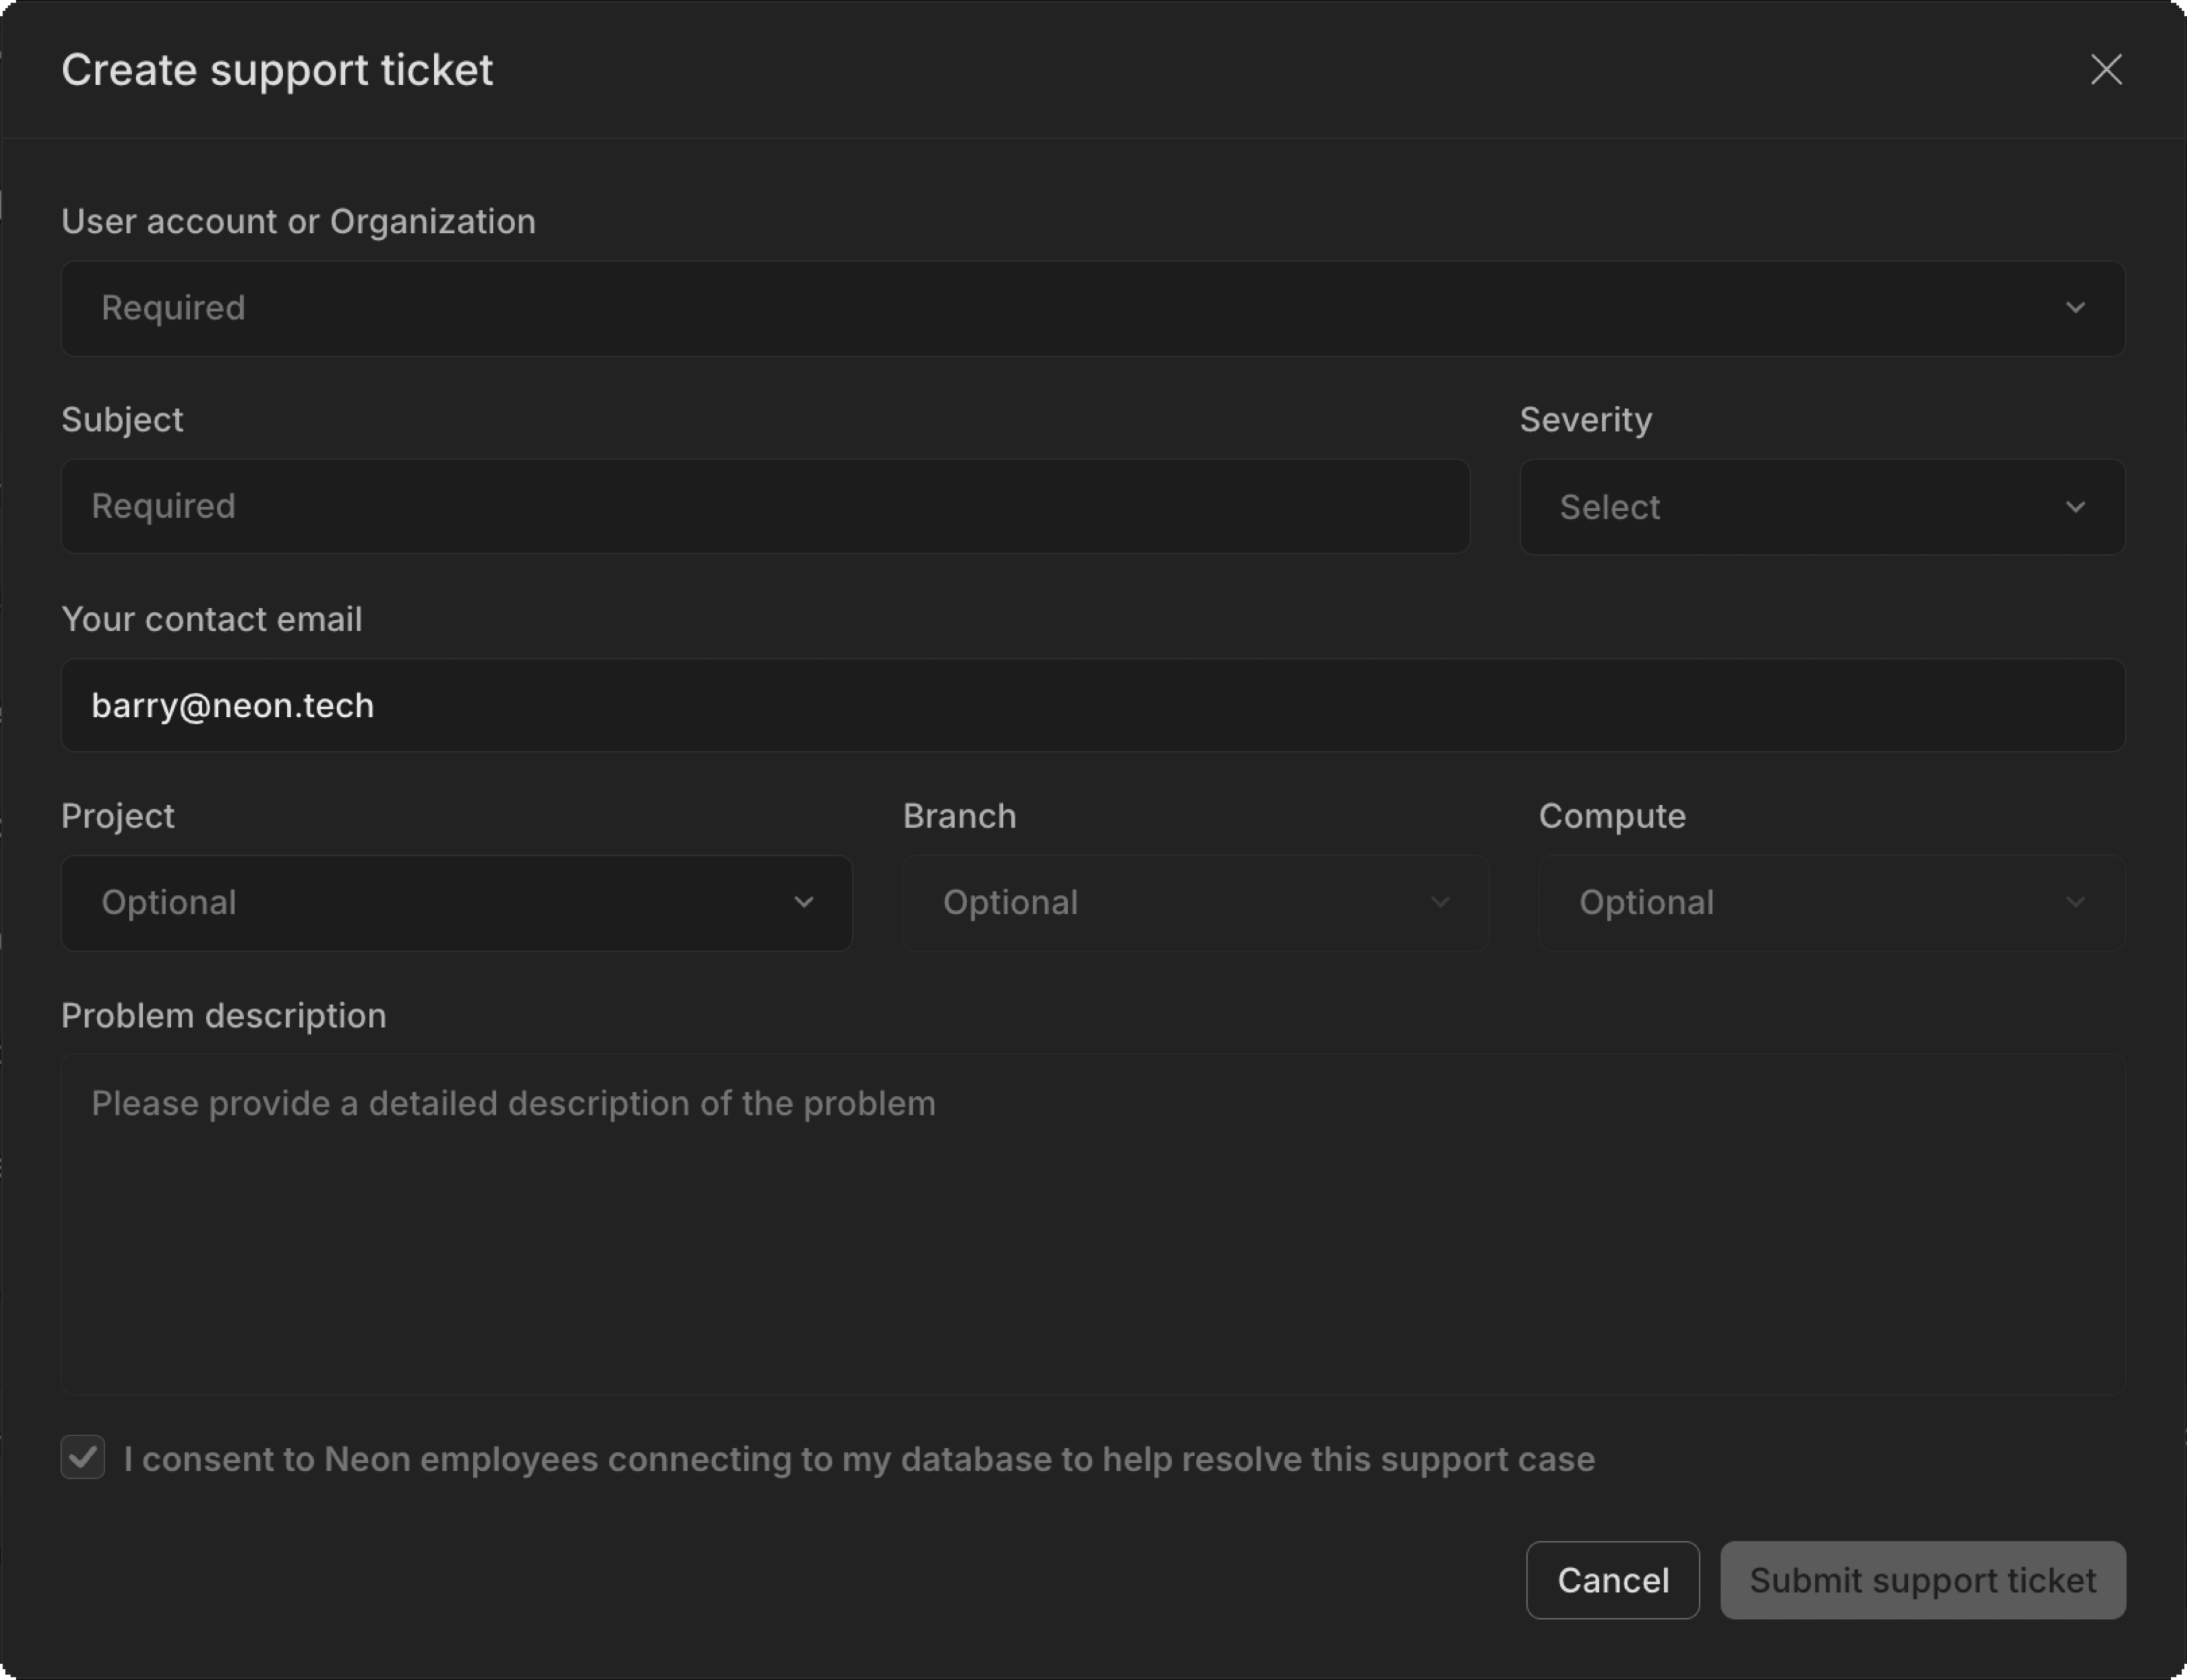 Create support ticket
User account or Organization
Required
Subject
Severity
Required
Select
Your contact email
barry@neon.tech
Project
Branch
Compute
Optional
Optional
Optional
Problem description
Please provide a detailed description of the problem
I consent to Neon employees connecting to my database to help resolve this support case
Cancel
Submit support ticket